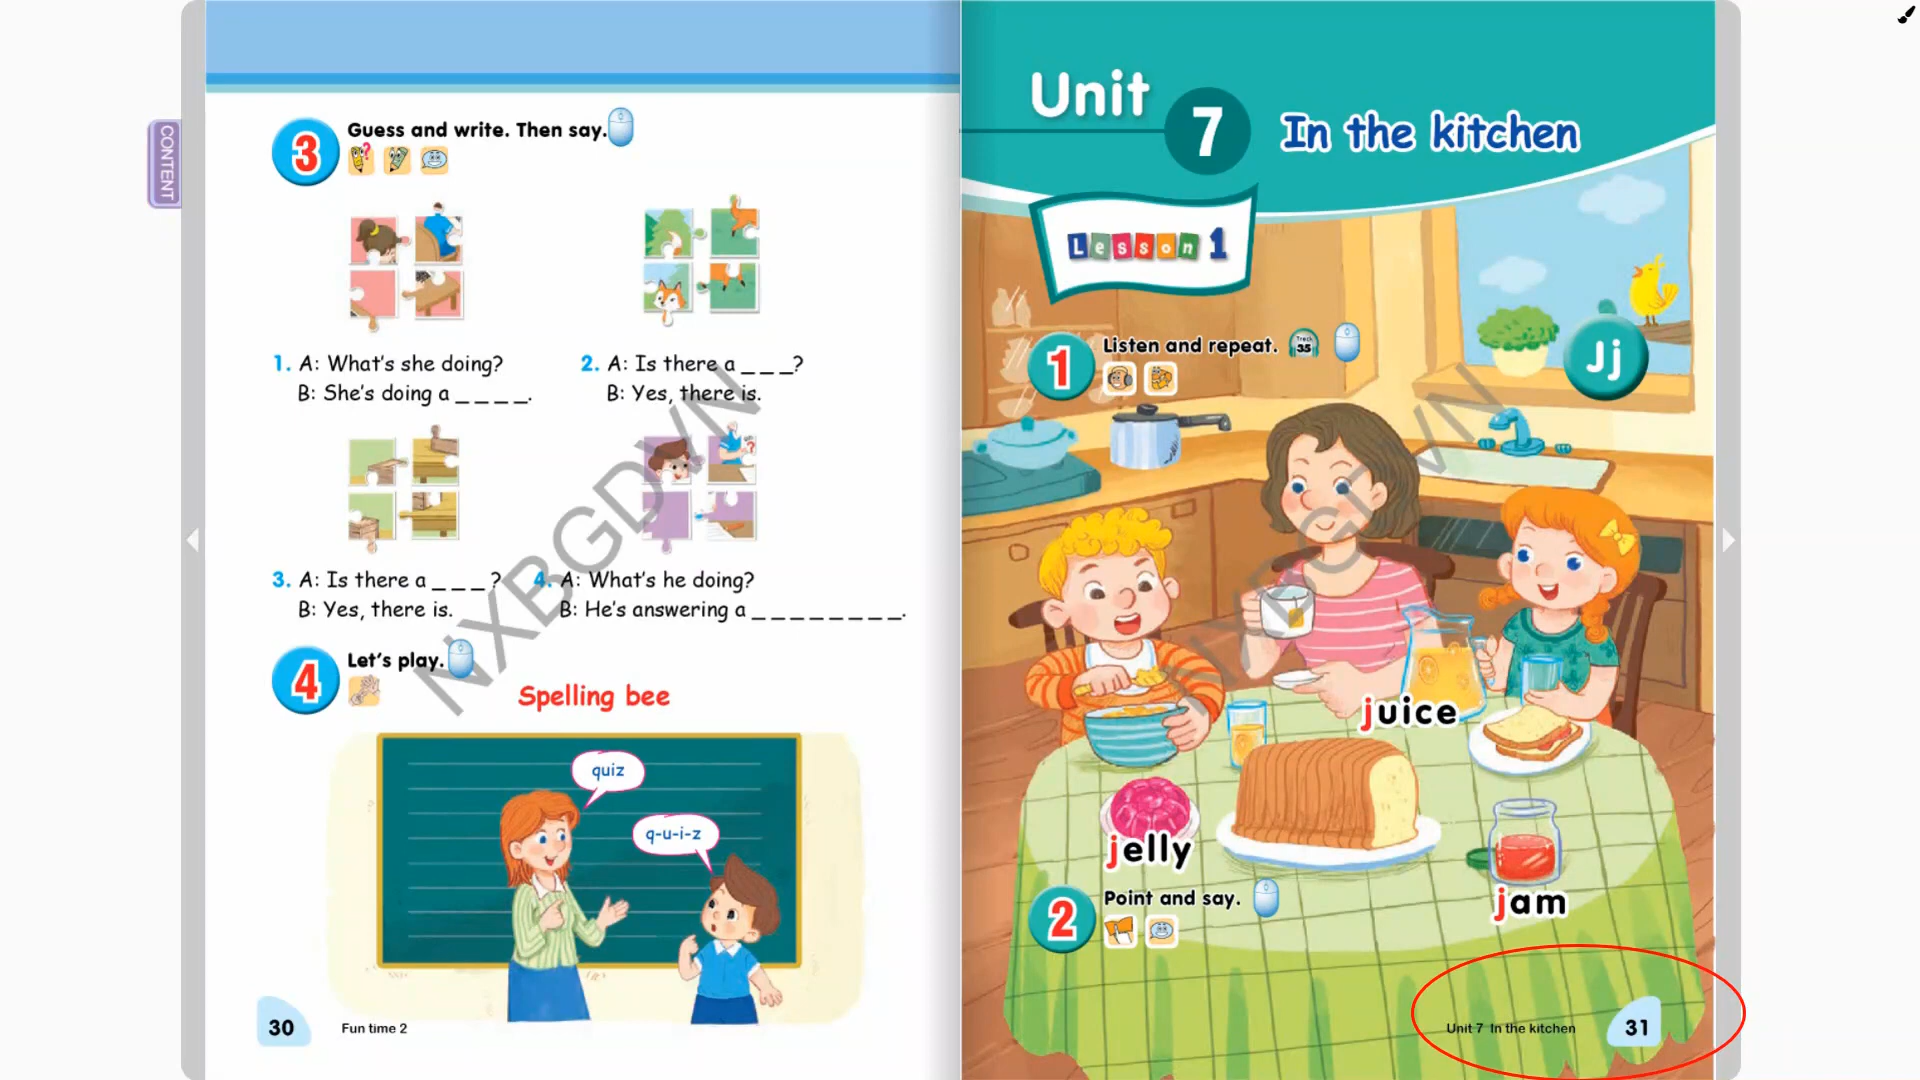 CONTENT
3 Guess and write. Then say.
1. A: What's she doing?
B: She's doing a _ _ _ _.
2. A: Is there a _ _ _?
B: Yes, there is.
3. A: Is there a _ _ _ ?
B: Yes, there is.
4. A: What's he doing?
B: He's answering a _ _ _ _ _ _ _ _.
4 Let's play.
Spelling bee
quiz
q-u-i-z
30
Fun time 2
NXBGDVN
Unit 7 In the kitchen
Lesson 1
1 Listen and repeat.
Track 35
Jj
juice
jelly
jam
2 Point and say.
Unit 7 In the kitchen
31
NXBGDVN